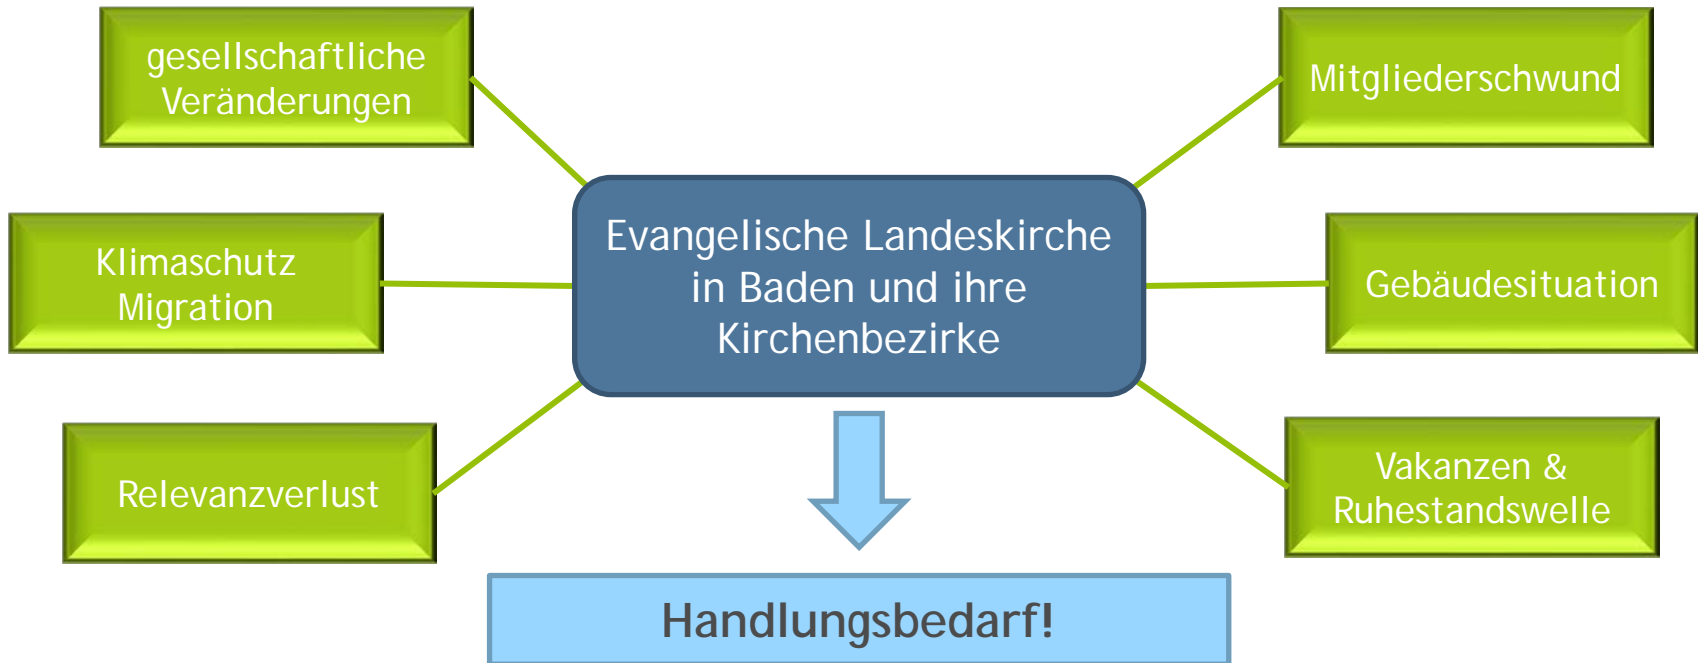 gesellschaftliche
Veränderungen
Mitgliederschwund
Evangelische Landeskirche
in Baden und ihre
Kirchenbezirke
Klimaschutz
Migration
Gebäudesituation
Relevanzverlust
Vakanzen &
Ruhestandswelle
Handlungsbedarf!